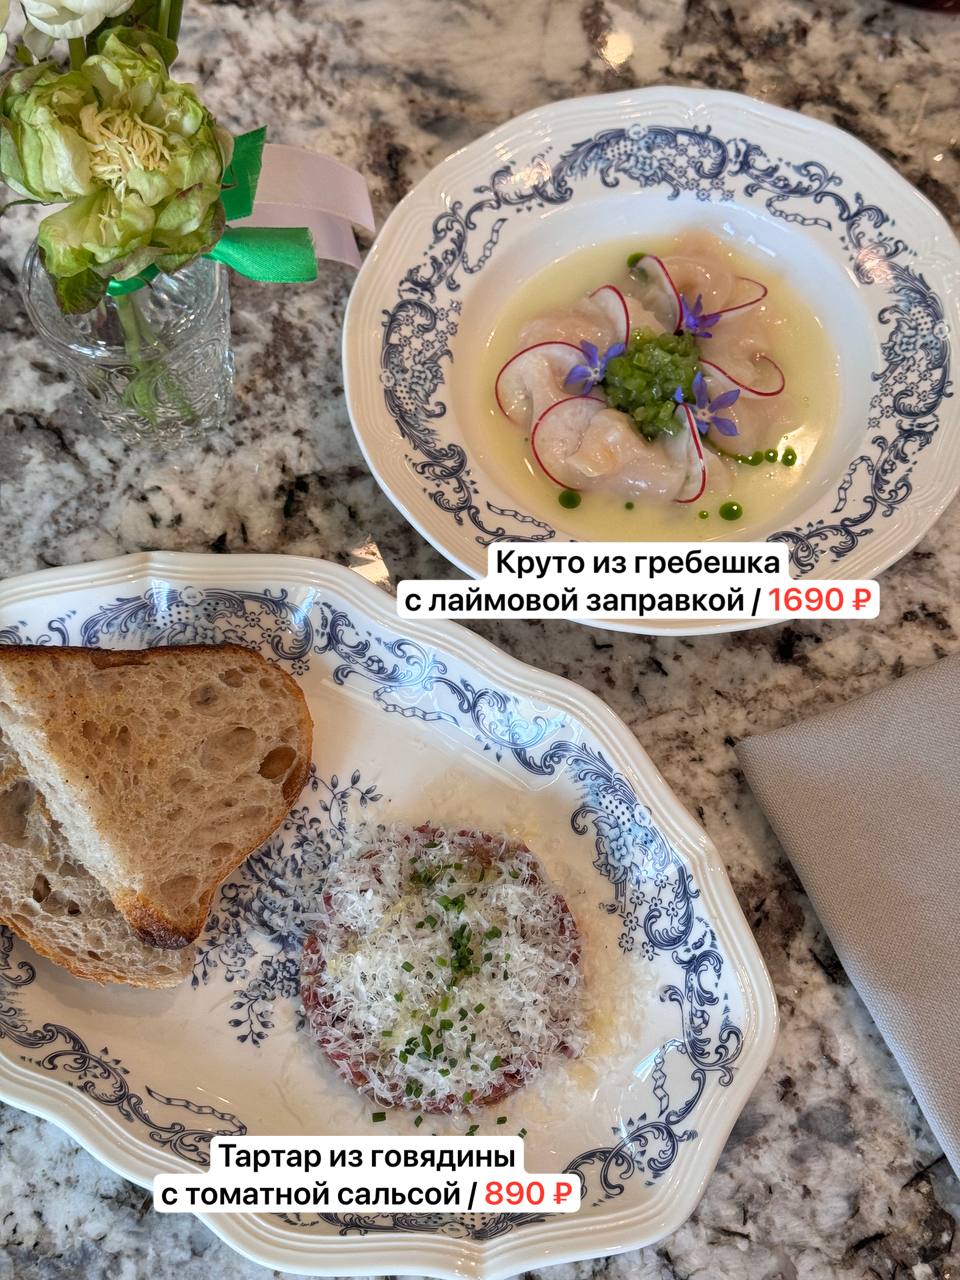 Круто из гребешка
с лаймовой заправкой / 1690 ₽
Тартар из говядины
с томатной сальсой / 890 ₽